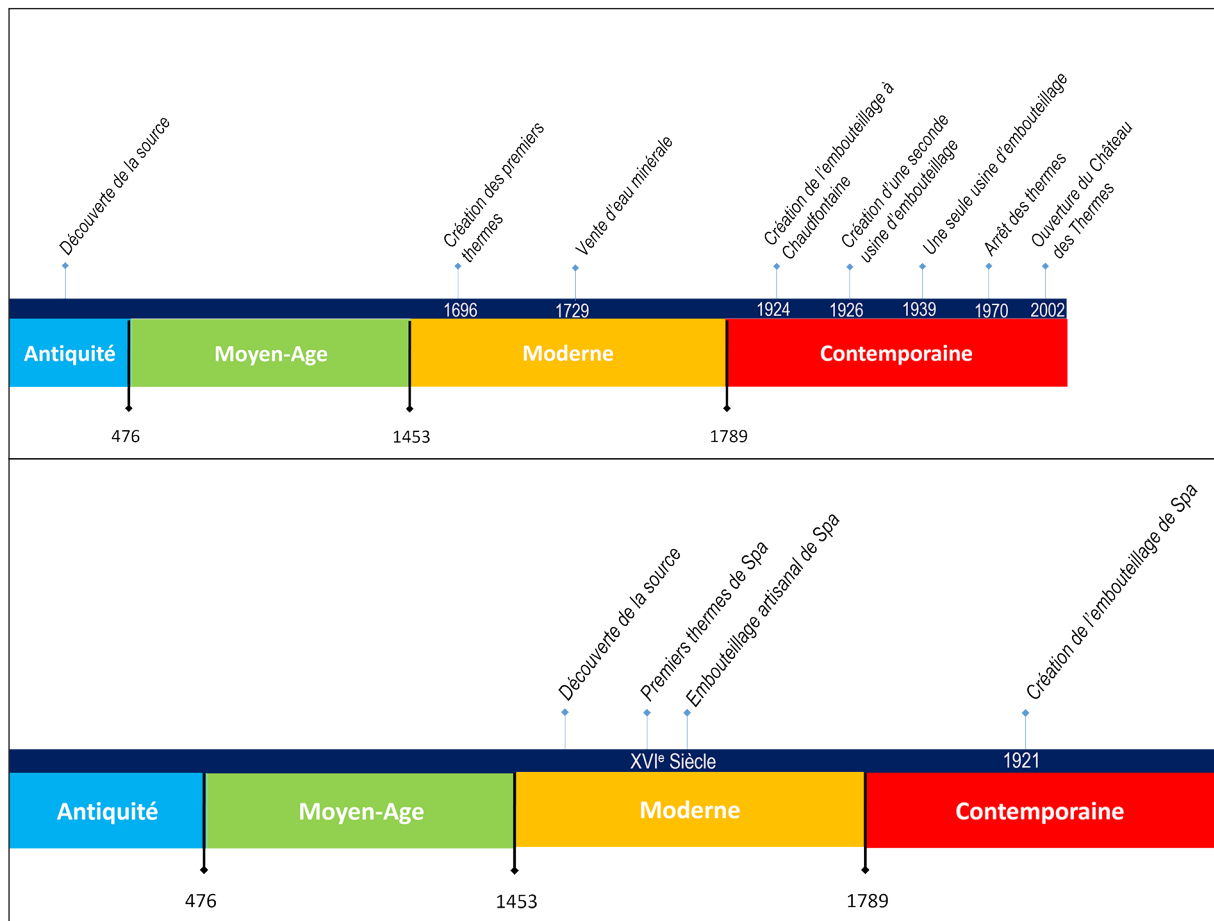 Découverte de la source
Création des premiers
thermes
Vente d'eau minérale
Création de l'embouteillage à
Chaudfontaine
Création d'une seconde
usine d'embouteillage
Une seule usine d'embouteillage
Arrêt des thermes
Ouverture du Château
des Thermes
1696
1729
1924
1926
1939
1970
2002
Antiquité
Moyen-Age
Moderne
Contemporaine
476
1453
1789
Découverte de la source
Premiers thermes de Spa
Embouteillage artisanal de Spa
Création de l'embouteillage de Spa
XVIe Siècle
1921
Antiquité
Moyen-Age
Moderne
Contemporaine
476
1453
1789